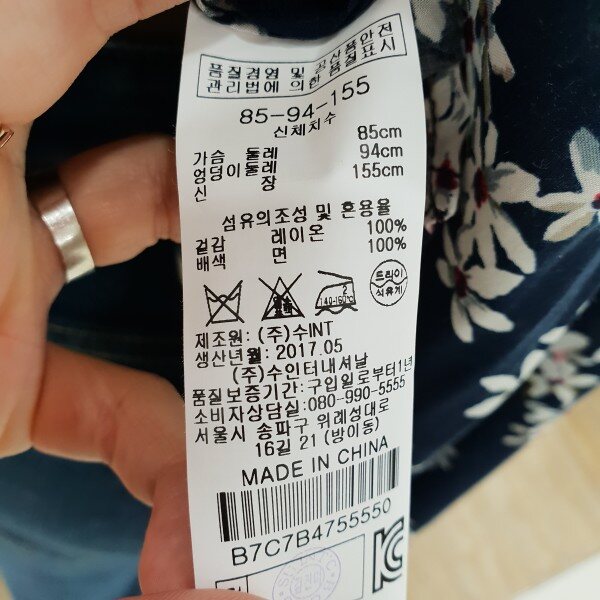 품질경영 및 공산품안전
관리법에 의한 품질표시
85-94-155
신체치수
가슴 둘레 85cm
엉덩이둘레 94cm
신 장 155cm
섬유의조성 및 혼용율
겉감 레이온 100%
배색 면 100%
2
140-160℃
드라이
석유계
제조원: (주)수INT
생산년월: 2017.05
(주)수인터내셔날
품질보증기간: 구입일로부터1년
소비자상담실: 080-990-5555
서울시 송파구 위례성대로
16길 21 (방이동)
MADE IN CHINA
B7C7B4755550